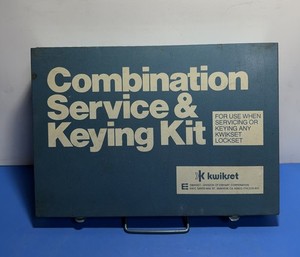 Combination
Service &
Keying Kit
FOR USE WHEN
SERVICING OR
KEYING ANY
KWIKSET
LOCKSET
kwikset